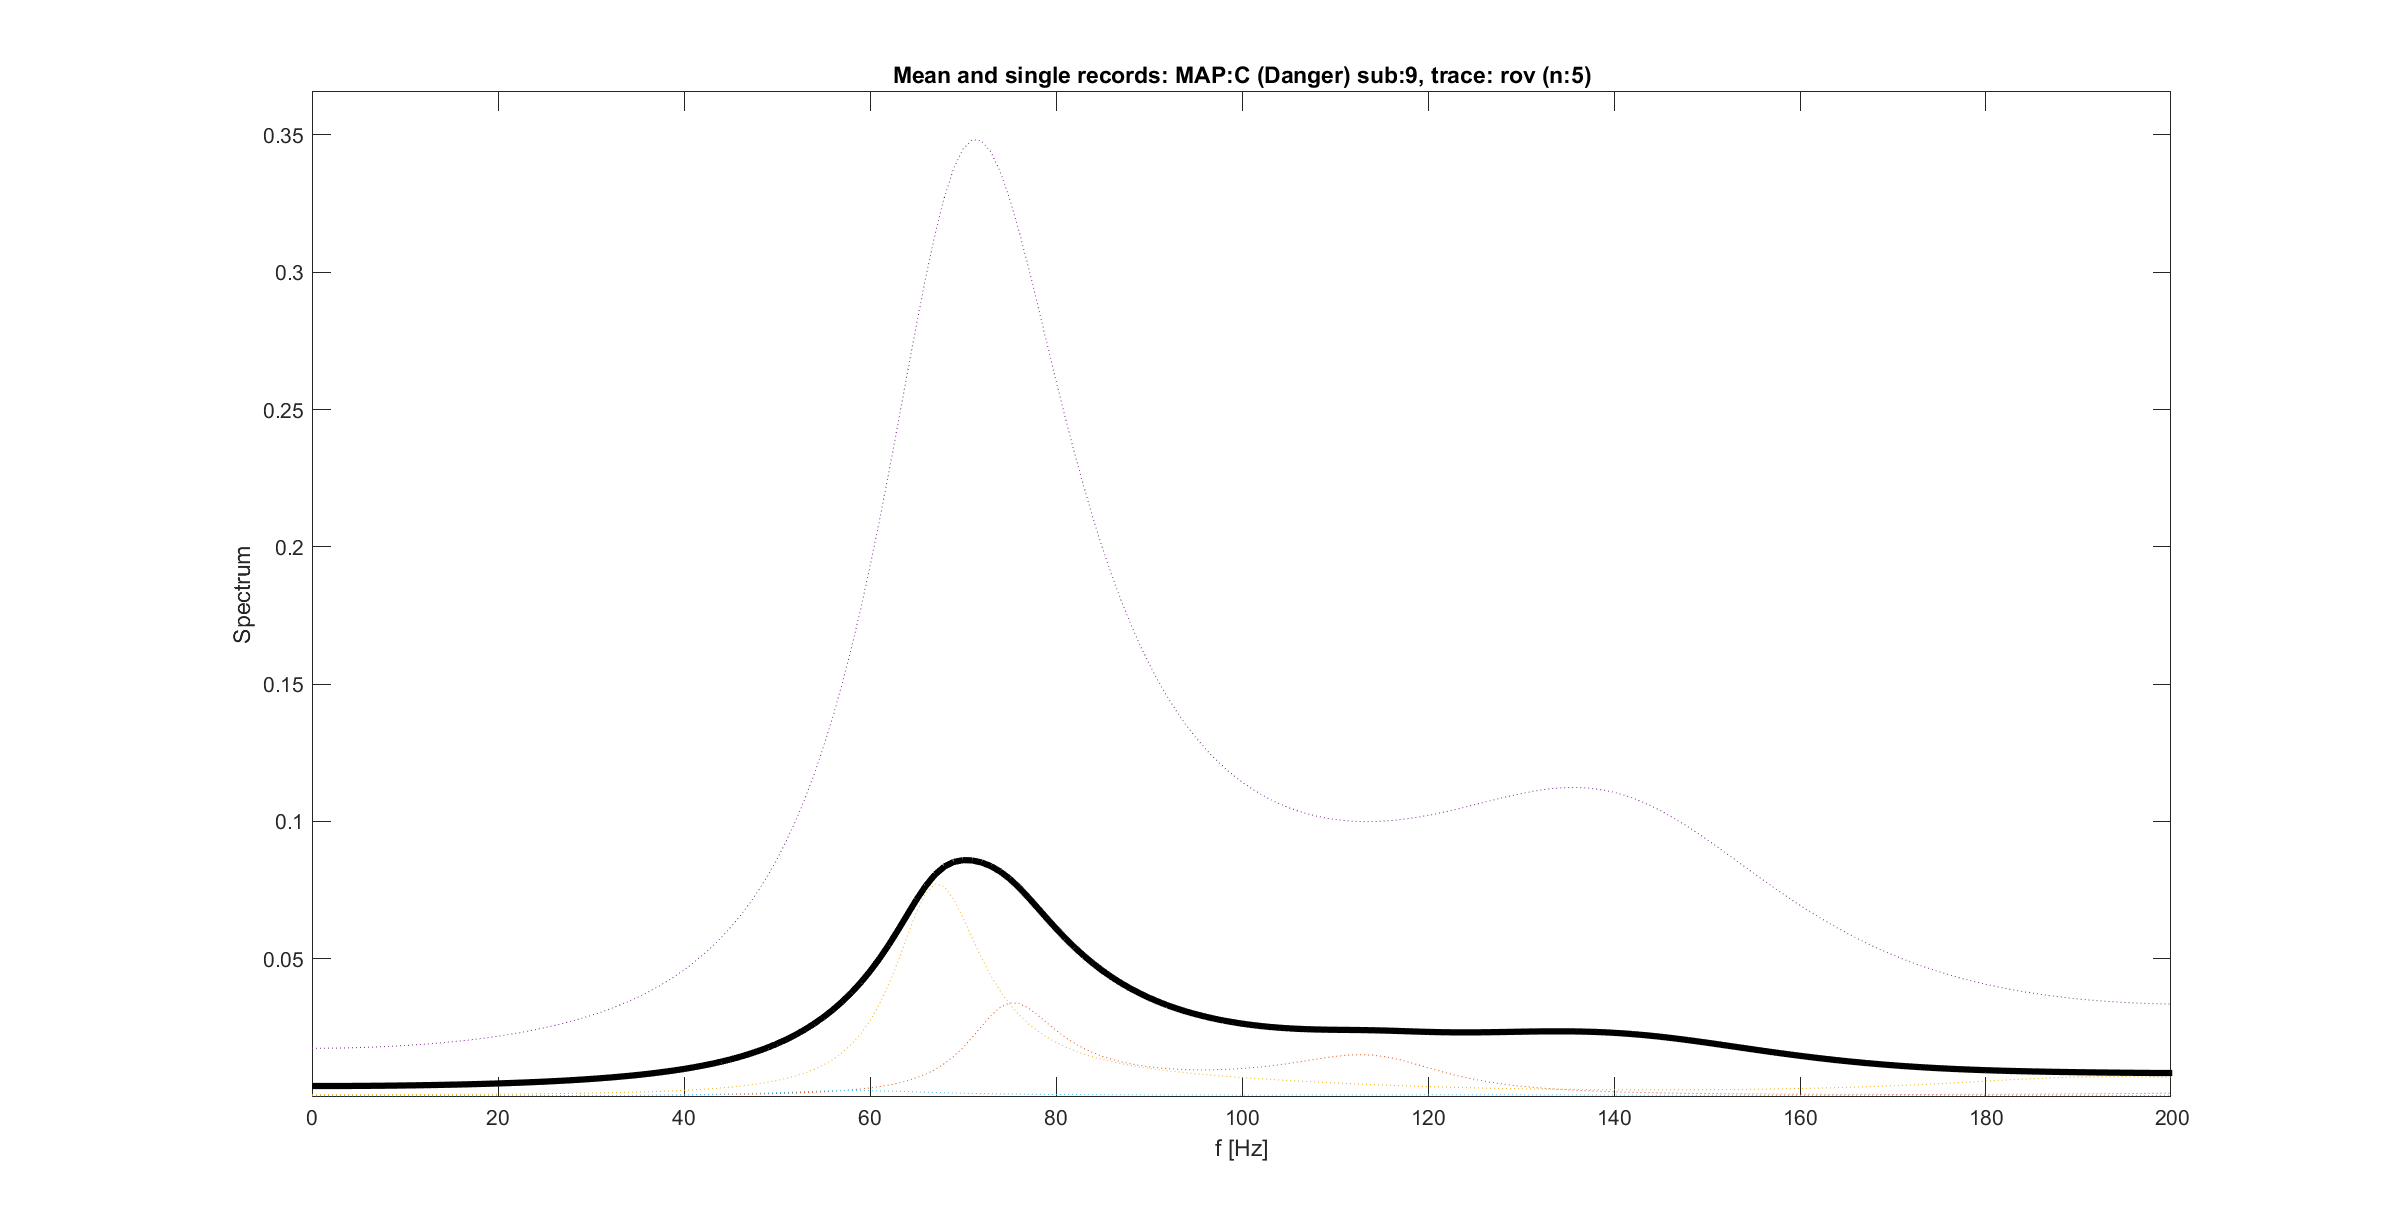 Mean and single records: MAP:C (Danger) sub:9, trace: rov (n:5)
0.35
0.3
0.25
0.2
0.15
0.1
0.05
Spectrum
0 20 40 60 80 100 120 140 160 180 200
f [Hz]